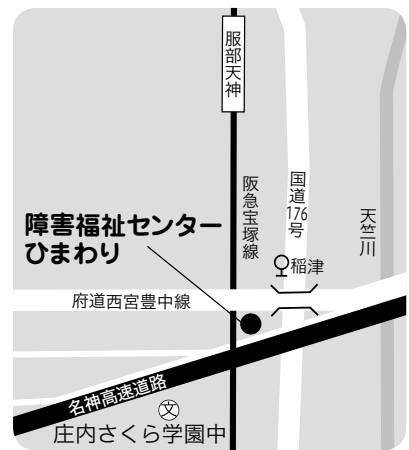 服部天神
阪急宝塚線
国道176号
天竺川
障害福祉センター
ひまわり
稲津
府道西宮豊中線
名神高速道路
文
庄内さくら学園中